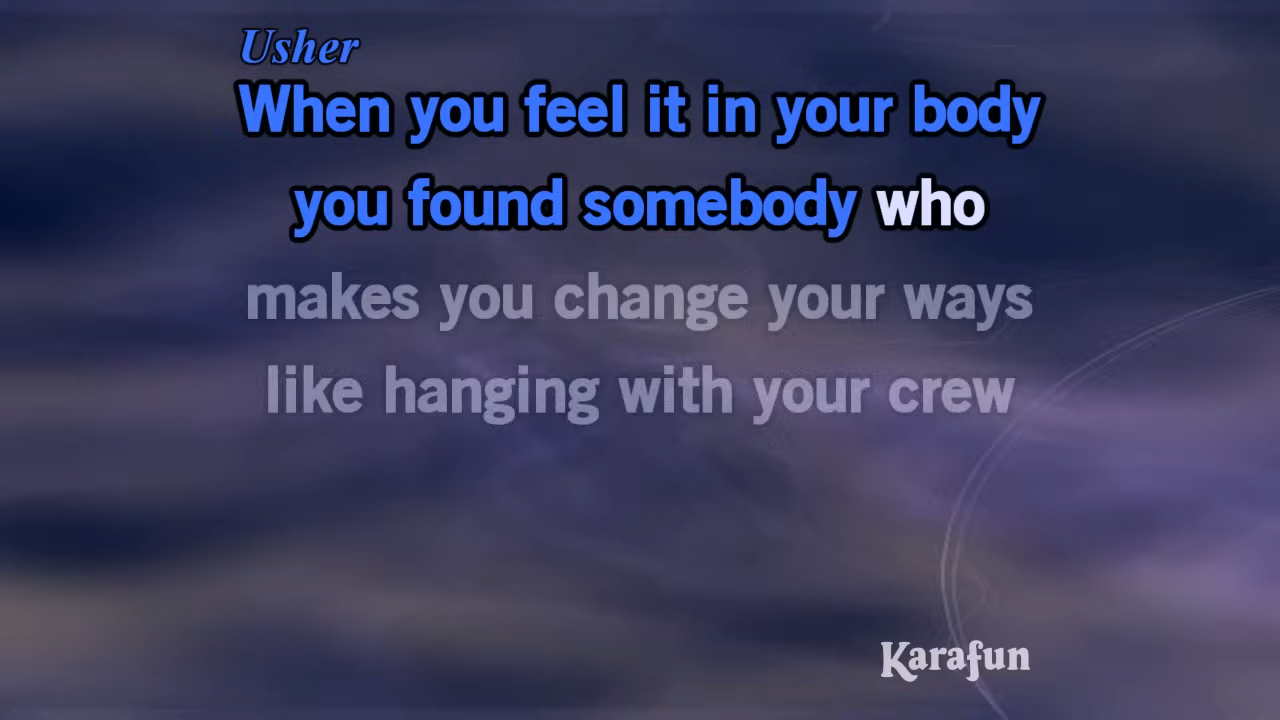 Usher
When you feel it in your body
you found somebody who
makes you change your ways
like hanging with your crew
Karafun